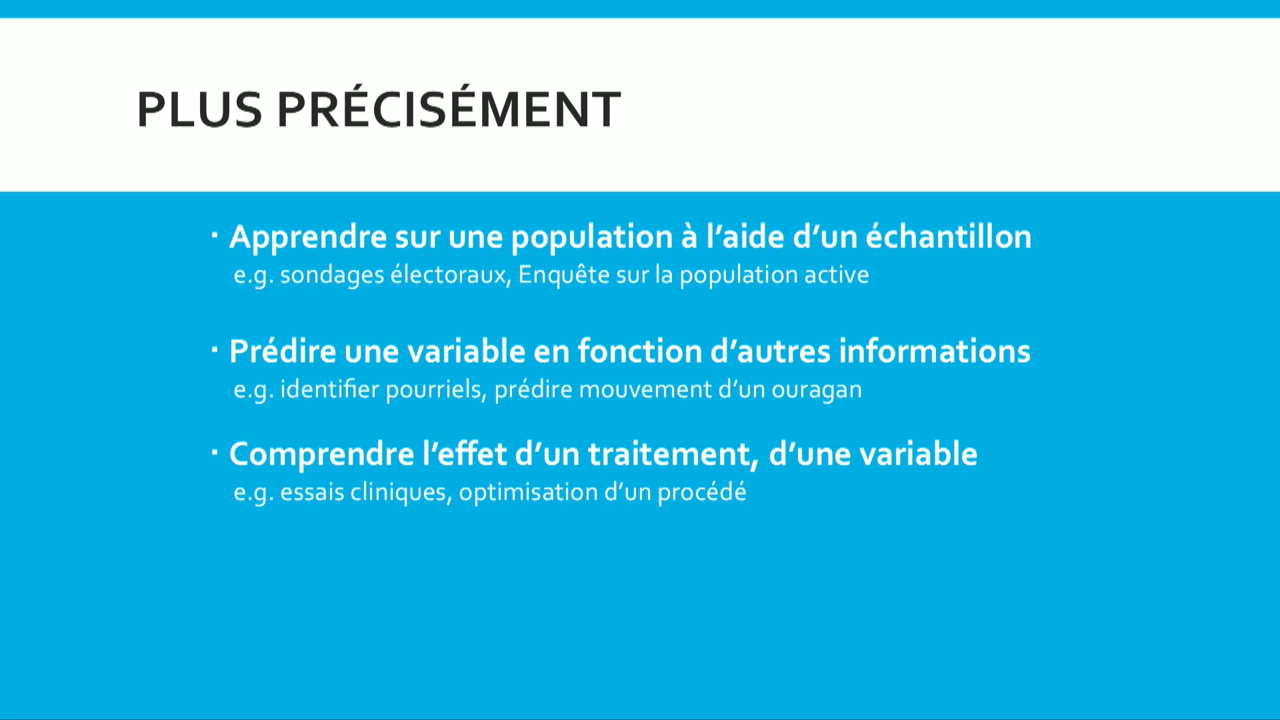 PLUS PRÉCISÉMENT
▪ Apprendre sur une population à l’aide d’un échantillon
e.g. sondages électoraux, Enquête sur la population active
▪ Prédire une variable en fonction d’autres informations
e.g. identifier pourriels, prédire mouvement d’un ouragan
▪ Comprendre l’effet d’un traitement, d’une variable
e.g. essais cliniques, optimisation d’un procédé